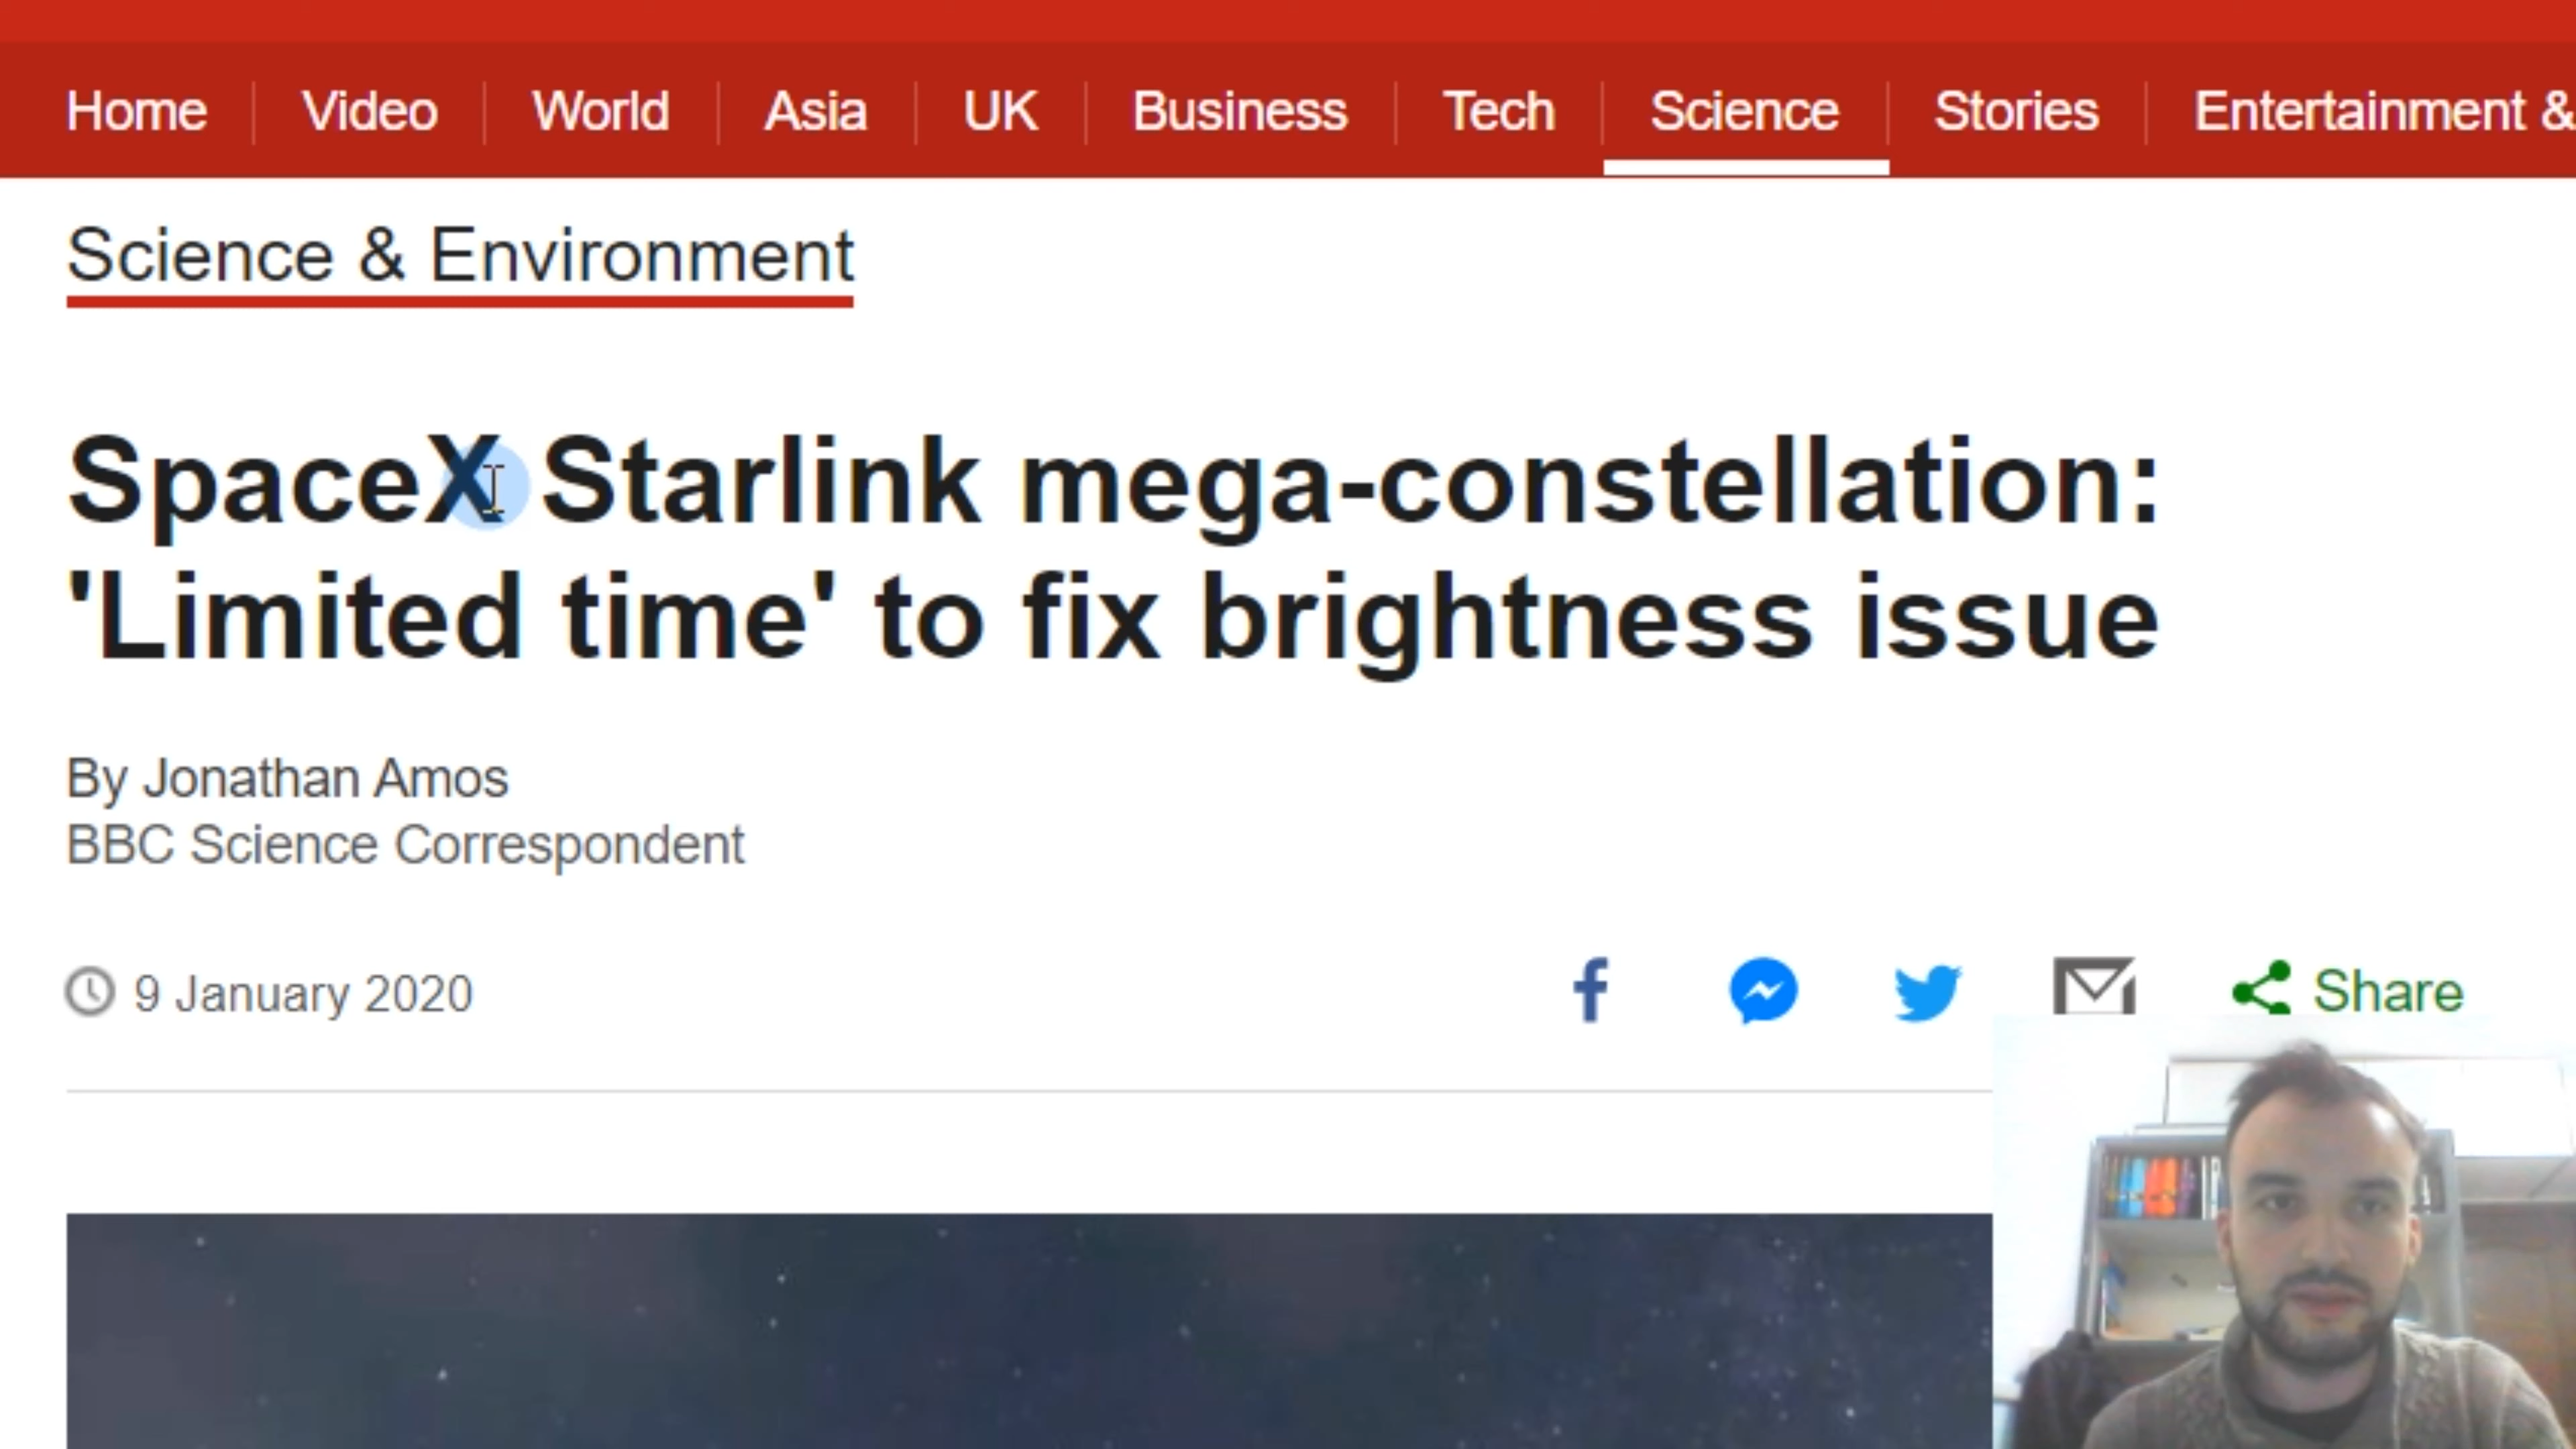 Home Video World Asia UK Business Tech Science Stories Entertainment &
Science & Environment
SpaceX Starlink mega-constellation:
'Limited time' to fix brightness issue
By Jonathan Amos
BBC Science Correspondent
9 January 2020
Share